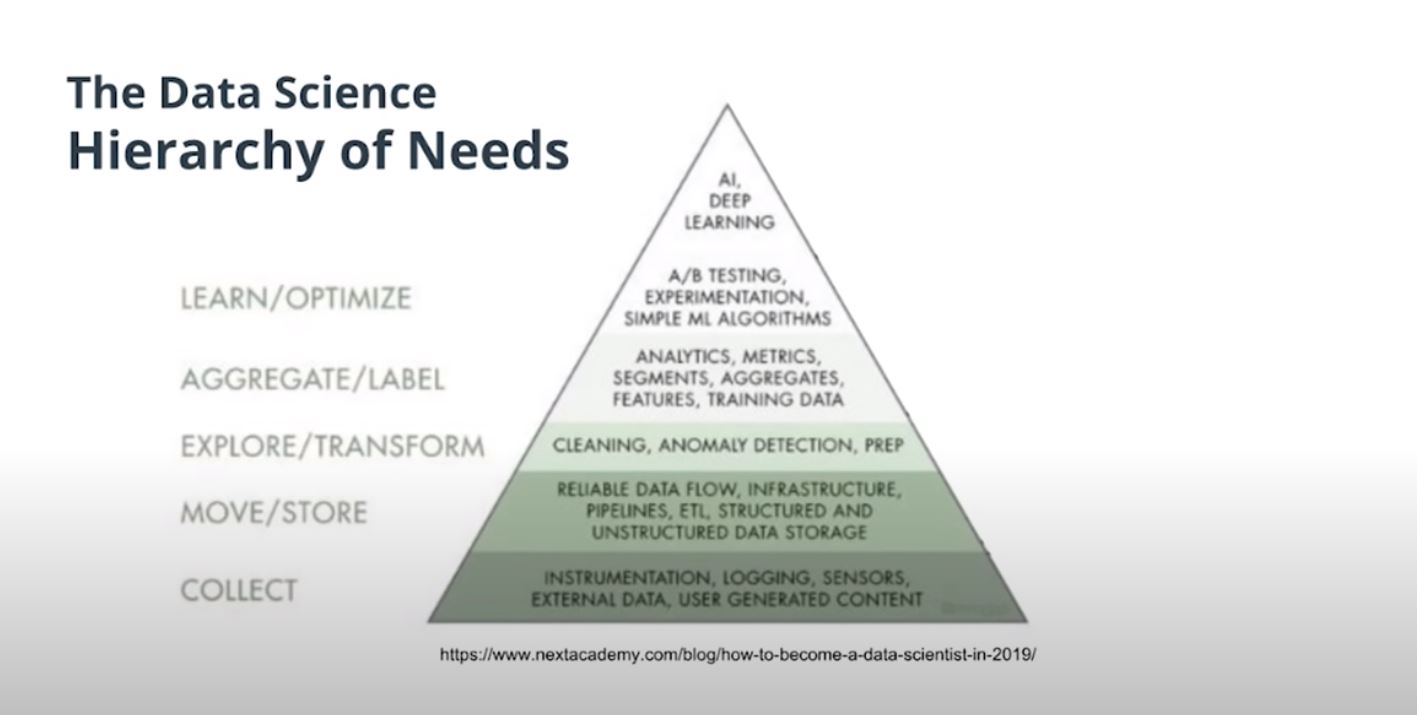 The Data Science
Hierarchy of Needs
AI,
DEEP
LEARNING
LEARN/OPTIMIZE
A/B TESTING,
EXPERIMENTATION,
SIMPLE ML ALGORITHMS
AGGREGATE/LABEL
ANALYTICS, METRICS,
SEGMENTS, AGGREGATES,
FEATURES, TRAINING DATA
EXPLORE/TRANSFORM
CLEANING, ANOMALY DETECTION, PREP
MOVE/STORE
RELIABLE DATA FLOW, INFRASTRUCTURE,
PIPELINES, ETL, STRUCTURED AND
UNSTRUCTURED DATA STORAGE
COLLECT
INSTRUMENTATION, LOGGING, SENSORS,
EXTERNAL DATA, USER GENERATED CONTENT
https://www.nextacademy.com/blog/how-to-become-a-data-scientist-in-2019/